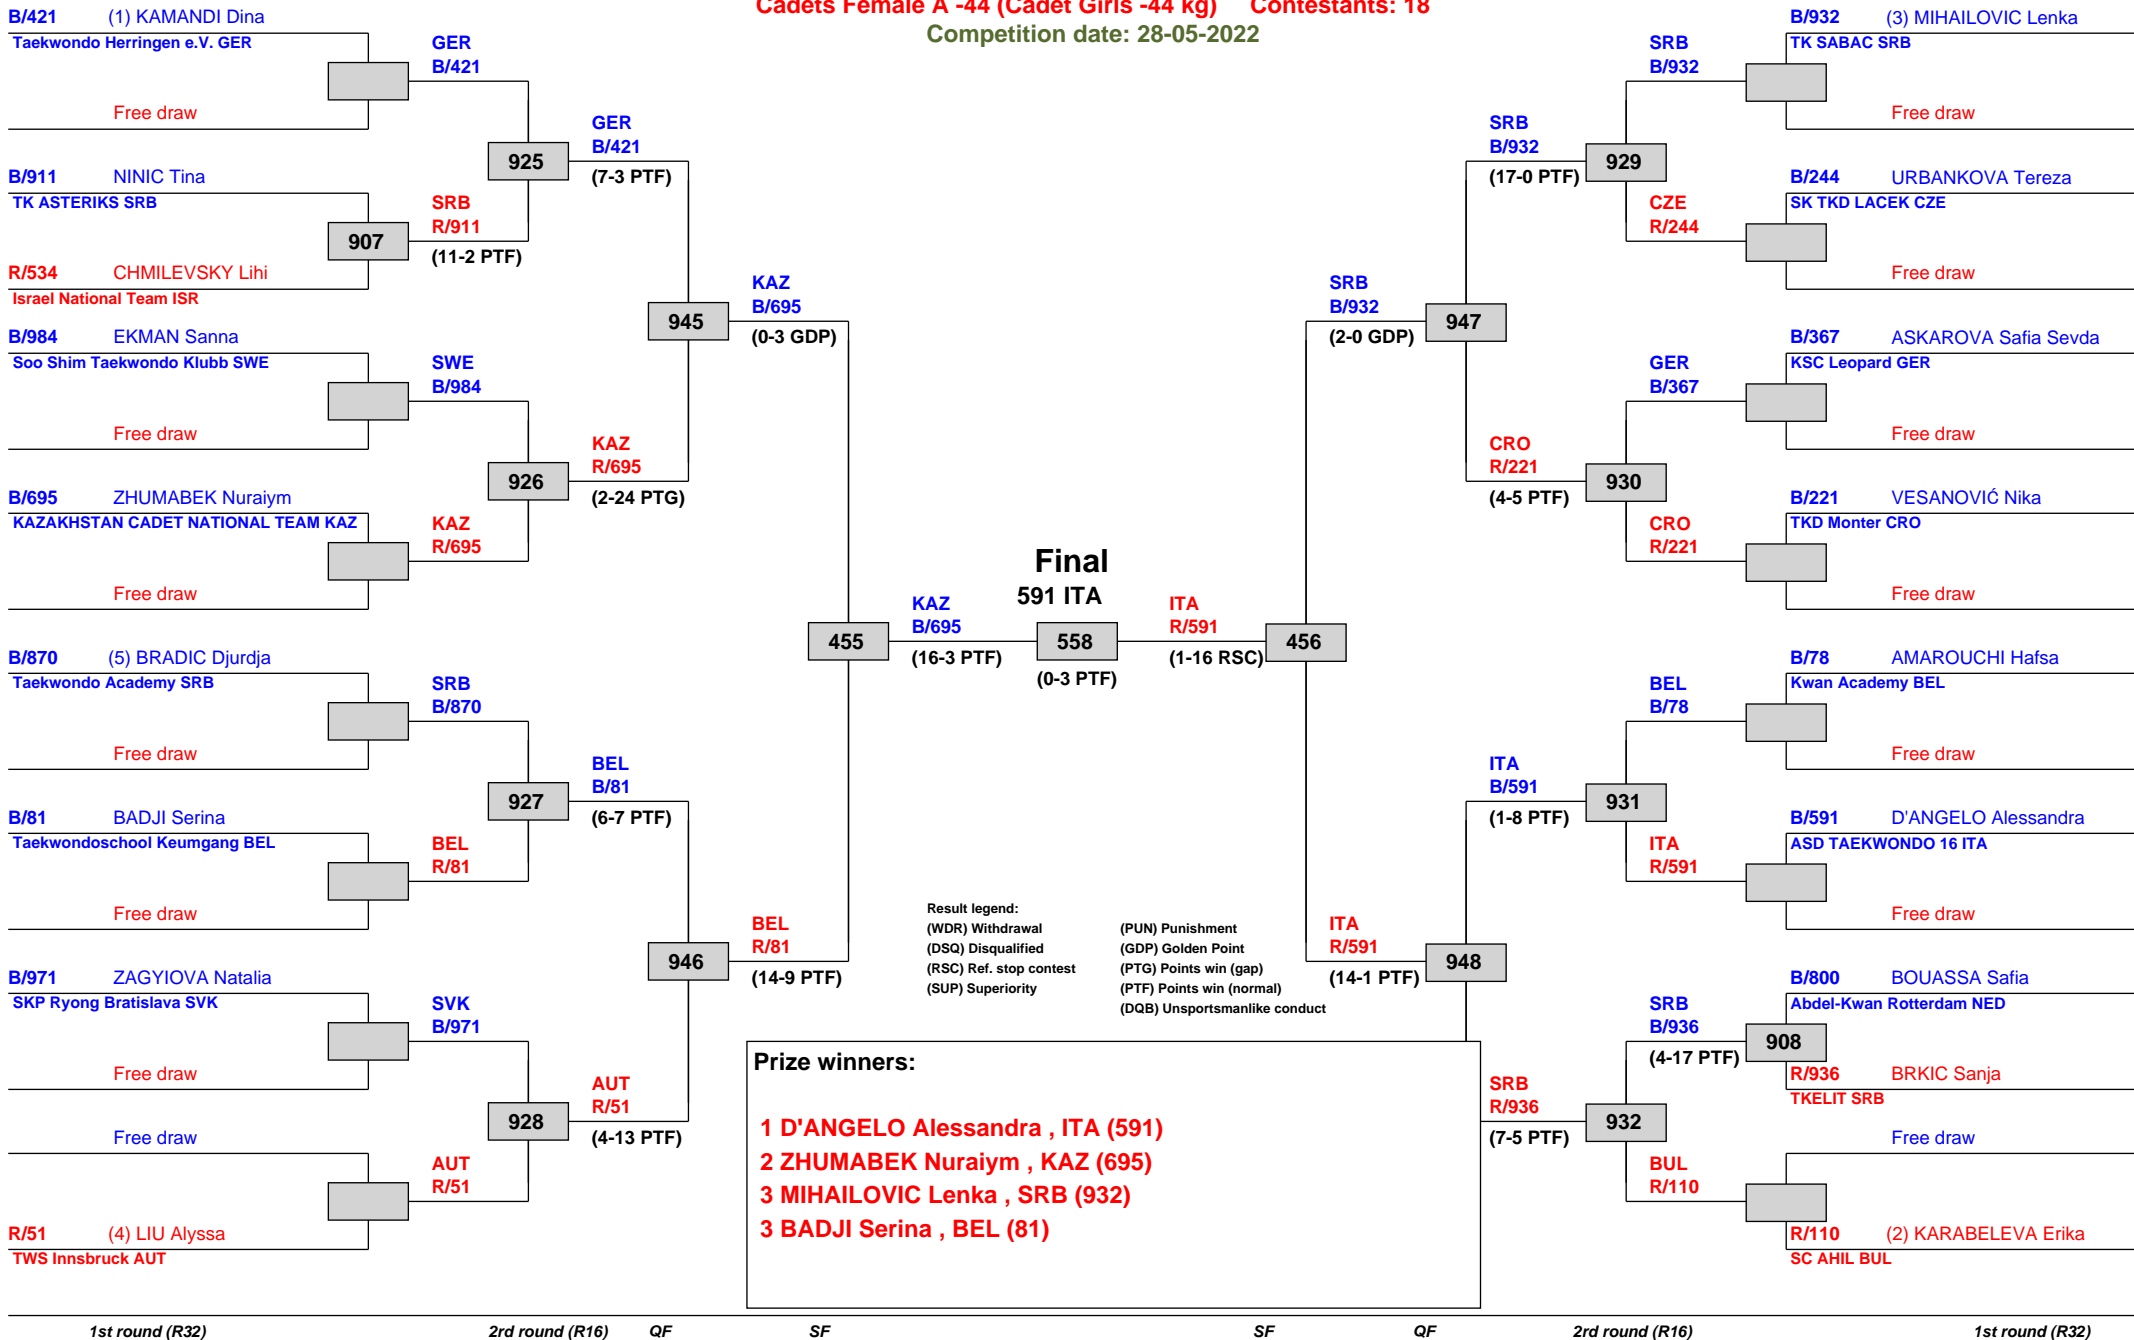 Cadets Female A -44 (Cadet Girls -44 kg) Contestants: 18
Competition date: 28-05-2022
B/421 (1) KAMANDI Dina
Taekwondo Herringen e.V. GER
Free draw
B/911 NINIC Tina
TK ASTERIKS SRB
907
R/534 CHMILEVSKY Lihi
Israel National Team ISR
B/984 EKMAN Sanna
Soo Shim Taekwondo Klubb SWE
Free draw
B/695 ZHUMABEK Nuraiym
KAZAKHSTAN CADET NATIONAL TEAM KAZ
Free draw
B/870 (5) BRADIC Djurdja
Taekwondo Academy SRB
Free draw
B/81 BADJI Serina
Taekwondoschool Keumgang BEL
Free draw
B/971 ZAGYIOVA Natalia
SKP Ryong Bratislava SVK
Free draw
Free draw
R/51 (4) LIU Alyssa
TWS Innsbruck AUT
GER
B/421
925
SRB
R/911
(11-2 PTF)
SWE
B/984
926
KAZ
R/695
SRB
B/870
927
BEL
R/81
SVK
B/971
928
AUT
R/51
GER
B/421
(7-3 PTF)
945
KAZ
R/695
(2-24 PTG)
BEL
B/81
(6-7 PTF)
946
AUT
R/51
(4-13 PTF)
KAZ
B/695
(0-3 GDP)
455
BEL
R/81
(14-9 PTF)
KAZ
B/695
(16-3 PTF)
Final
591 ITA
558
(0-3 PTF)
ITA
R/591
(1-16 RSC)
456
SRB
B/932
(2-0 GDP)
947
ITA
R/591
(14-1 PTF)
948
SRB
B/932
(17-0 PTF)
929
CRO
R/221
(4-5 PTF)
930
ITA
B/591
(1-8 PTF)
931
SRB
R/936
(7-5 PTF)
932
SRB
B/932
CZE
R/244
GER
B/367
CRO
R/221
BEL
B/78
ITA
R/591
SRB
B/936
(4-17 PTF)
908
BUL
R/110
B/932 (3) MIHAILOVIC Lenka
TK SABAC SRB
Free draw
B/244 URBANKOVA Tereza
SK TKD LACEK CZE
Free draw
B/367 ASKAROVA Safia Sevda
KSC Leopard GER
Free draw
B/221 VESANOVIĆ Nika
TKD Monter CRO
Free draw
B/78 AMAROUCHI Hafsa
Kwan Academy BEL
Free draw
B/591 D'ANGELO Alessandra
ASD TAEKWONDO 16 ITA
Free draw
B/800 BOUASSA Safia
Abdel-Kwan Rotterdam NED
R/936 BRKIC Sanja
TKELIT SRB
Free draw
R/110 (2) KARABELEVA Erika
SC AHIL BUL
Result legend:
(WDR) Withdrawal (PUN) Punishment
(DSQ) Disqualified (GDP) Golden Point
(RSC) Ref. stop contest (PTG) Points win (gap)
(SUP) Superiority (PTF) Points win (normal)
(DQB) Unsportsmanlike conduct
Prize winners:
1 D'ANGELO Alessandra , ITA (591)
2 ZHUMABEK Nuraiym , KAZ (695)
3 MIHAILOVIC Lenka , SRB (932)
3 BADJI Serina , BEL (81)
1st round (R32) 2rd round (R16) QF SF SF QF 2rd round (R16) 1st round (R32)